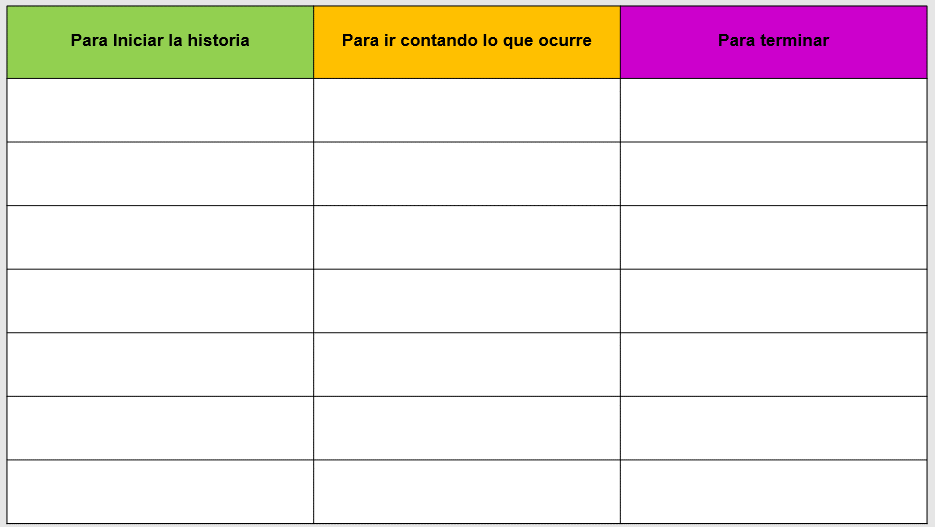 Para Iniciar la historia
Para ir contando lo que ocurre
Para terminar